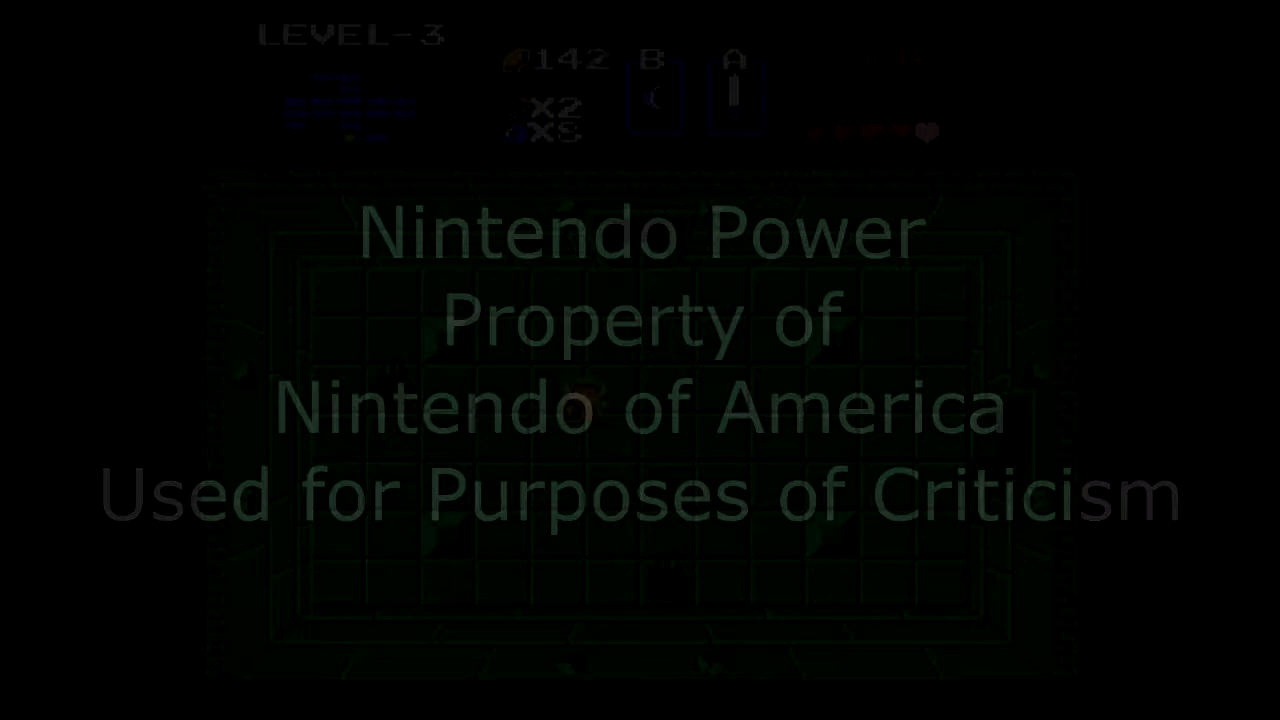 LEVEL-3
142 B A
X2
Nintendo Power
Property of
Nintendo of America
Used for Purposes of Criticism